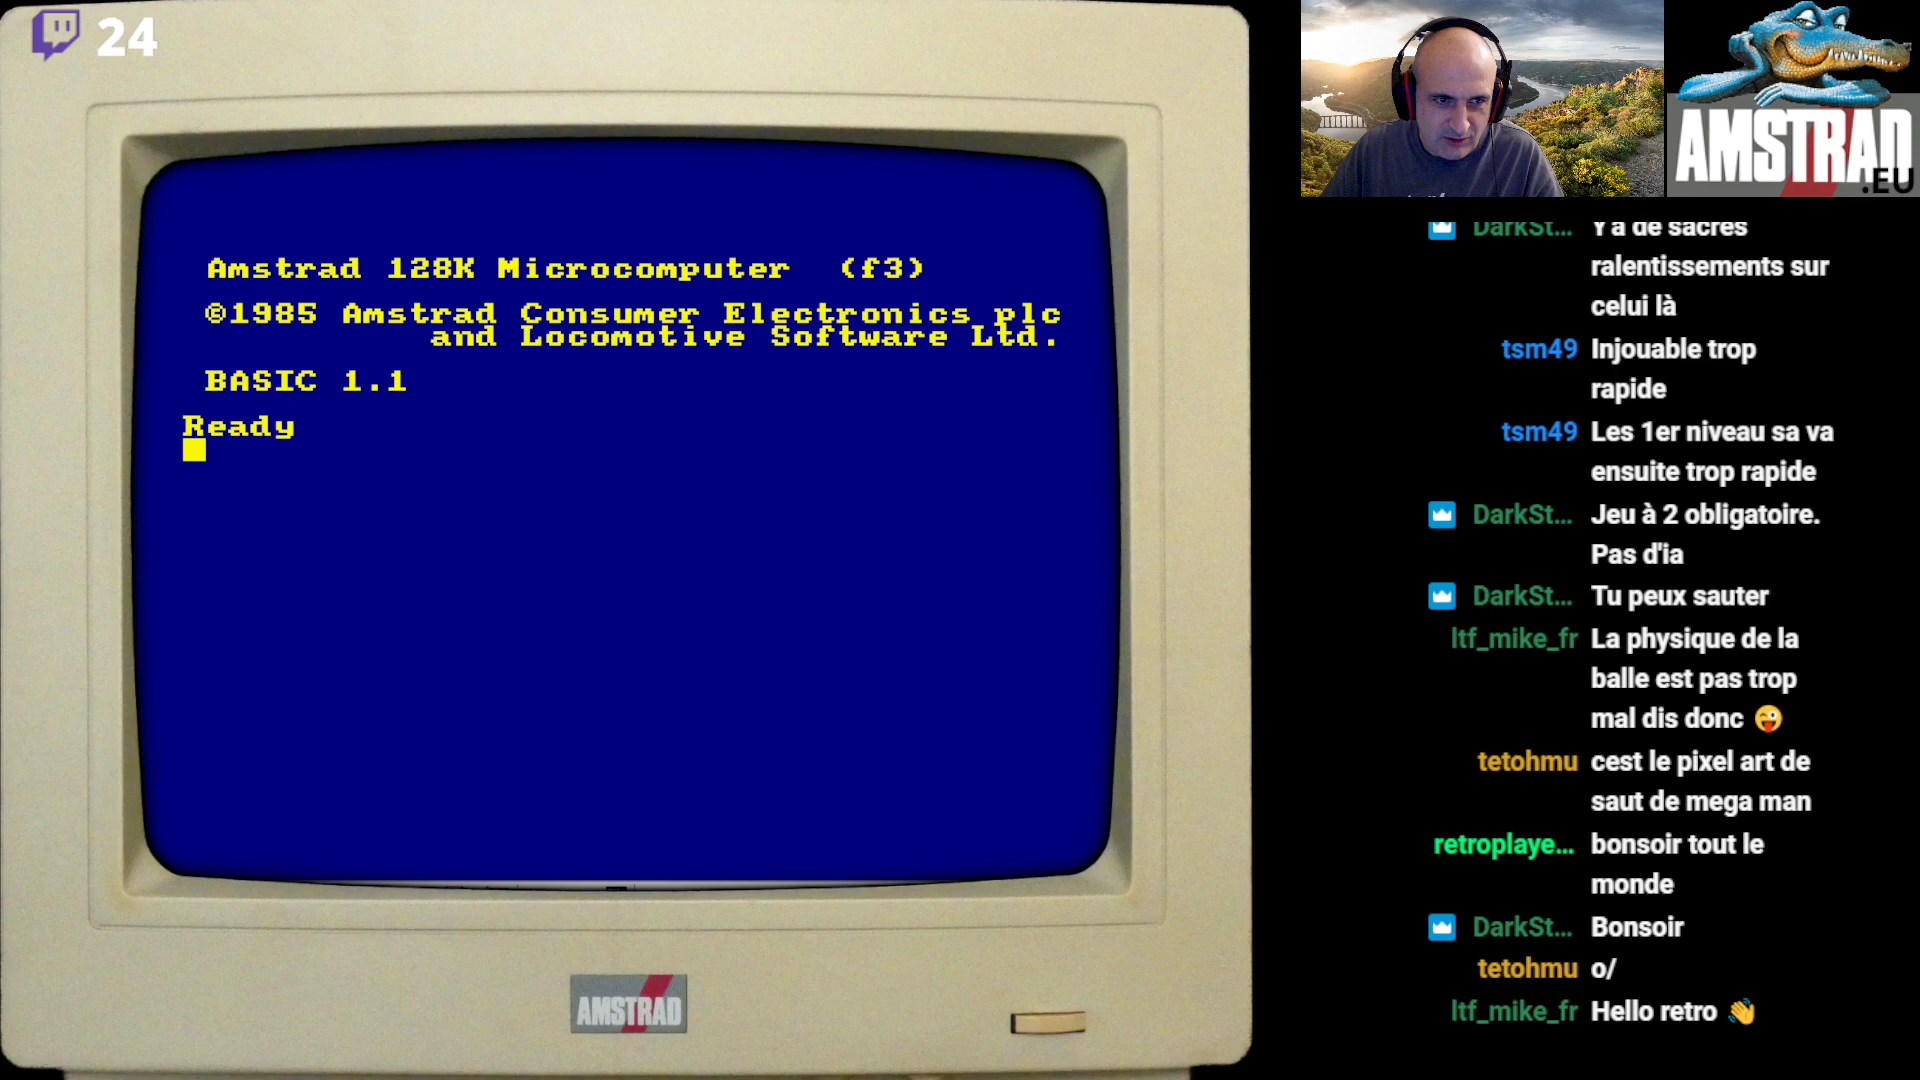 24
Amstrad 128K Microcomputer (f3)
©1985 Amstrad Consumer Electronics plc
and Locomotive Software Ltd.
BASIC 1.1
Ready
AMSTRAD
AMSTRAD
.EU
DarkSt... Y'a de sacrés
ralentissements sur
celui là
tsm49 Injouable trop
rapide
tsm49 Les 1er niveau sa va
ensuite trop rapide
DarkSt... Jeu à 2 obligatoire.
Pas d'ia
DarkSt... Tu peux sauter
ltf_mike_fr La physique de la
balle est pas trop
mal dis donc 😜
tetohmu cest le pixel art de
saut de mega man
retroplaye... bonsoir tout le
monde
DarkSt... Bonsoir
tetohmu o/
ltf_mike_fr Hello retro 👋